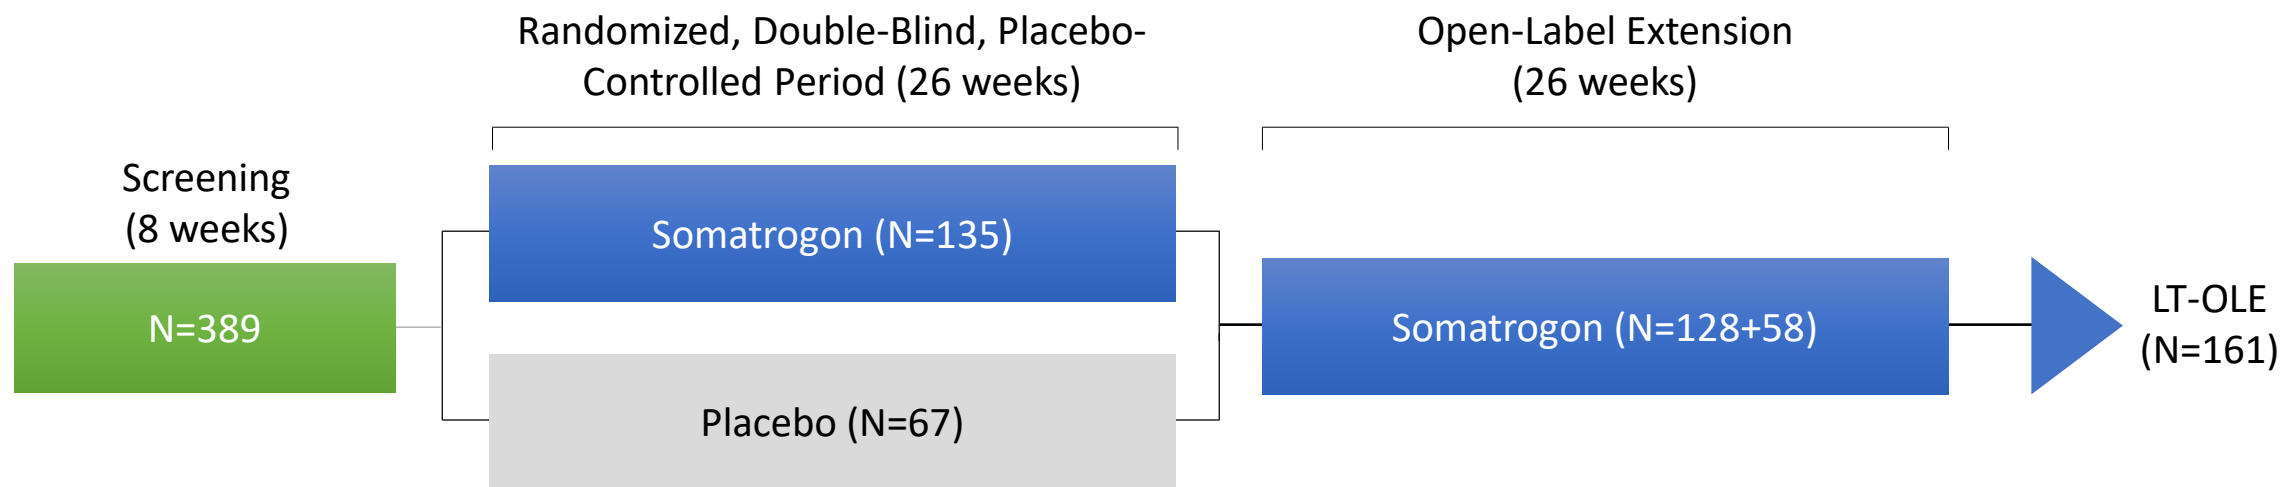 Randomized, Double-Blind, Placebo-
Controlled Period (26 weeks)
Open-Label Extension
(26 weeks)
Screening
(8 weeks)
N=389
Somatrogon (N=135)
Placebo (N=67)
Somatrogon (N=128+58)
LT-OLE
(N=161)